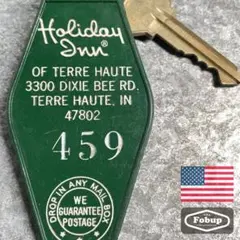 Holiday
Inn®
OF TERRE HAUTE
3300 DIXIE BEE RD.
TERRE HAUTE, IN
47802
459
DROP IN ANY MAIL BOX
WE
GUARANTEE
POSTAGE
Fobup